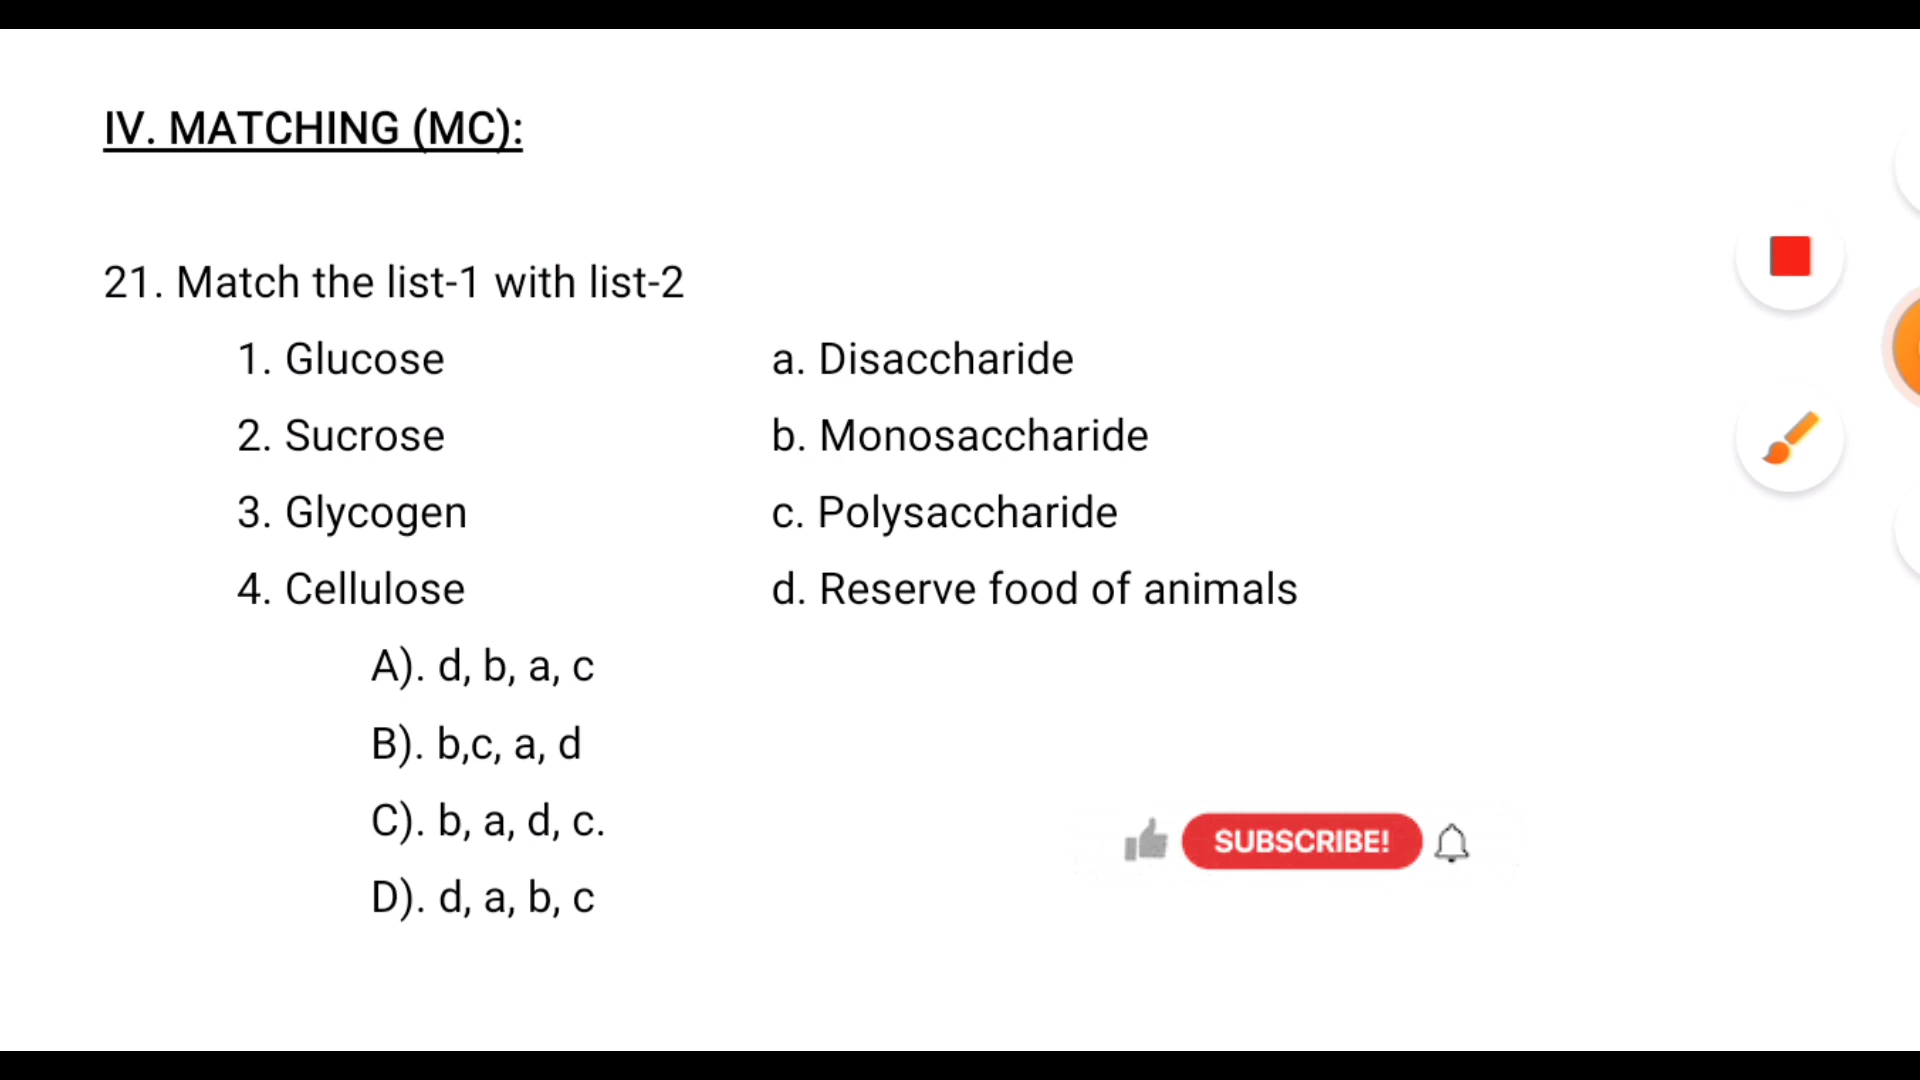 IV. MATCHING (MC):
21. Match the list-1 with list-2
1. Glucose a. Disaccharide
2. Sucrose b. Monosaccharide
3. Glycogen c. Polysaccharide
4. Cellulose d. Reserve food of animals
A). d, b, a, c
B). b,c, a, d
C). b, a, d, c.
D). d, a, b, c
SUBSCRIBE!